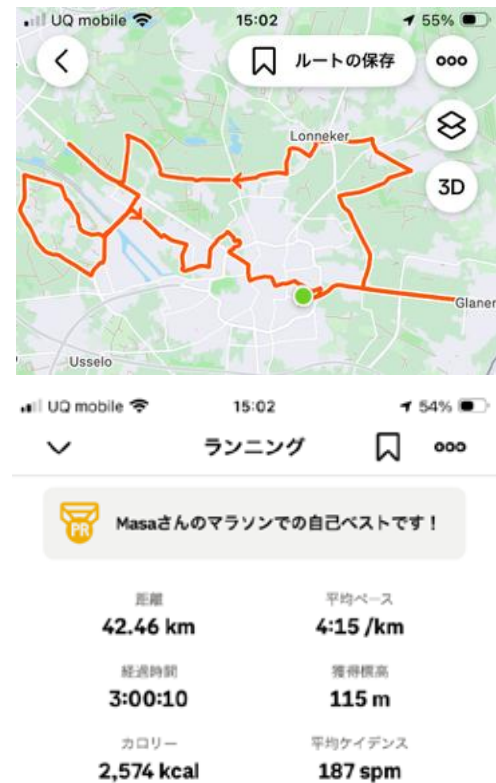 UQ mobile 15:02 55%
ルートの保存
Lonneker
3D
Glaner
Usselo
UQ mobile 15:02 54%
ランニング
PR Masaさんのマラソンでの自己ベストです！
距離 平均ペース
42.46 km 4:15 /km
経過時間 獲得標高
3:00:10 115 m
カロリー 平均ケイデンス
2,574 kcal 187 spm